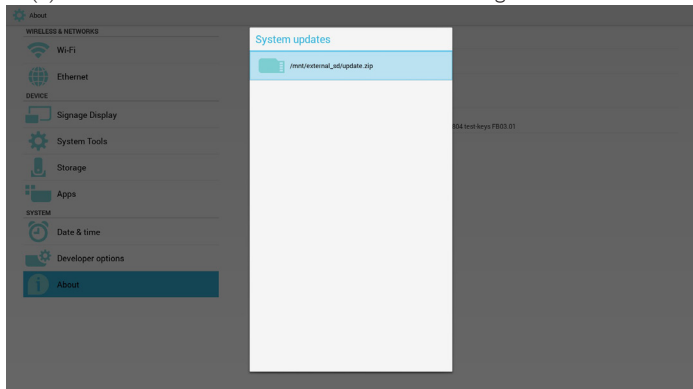 About
WIRELESS & NETWORKS
Wi-Fi
Ethernet
DEVICE
Signage Display
System Tools
Storage
Apps
SYSTEM
Date & time
Developer options
About
System updates
/mnt/external_sd/update.zip
804 test-keys FB03.01